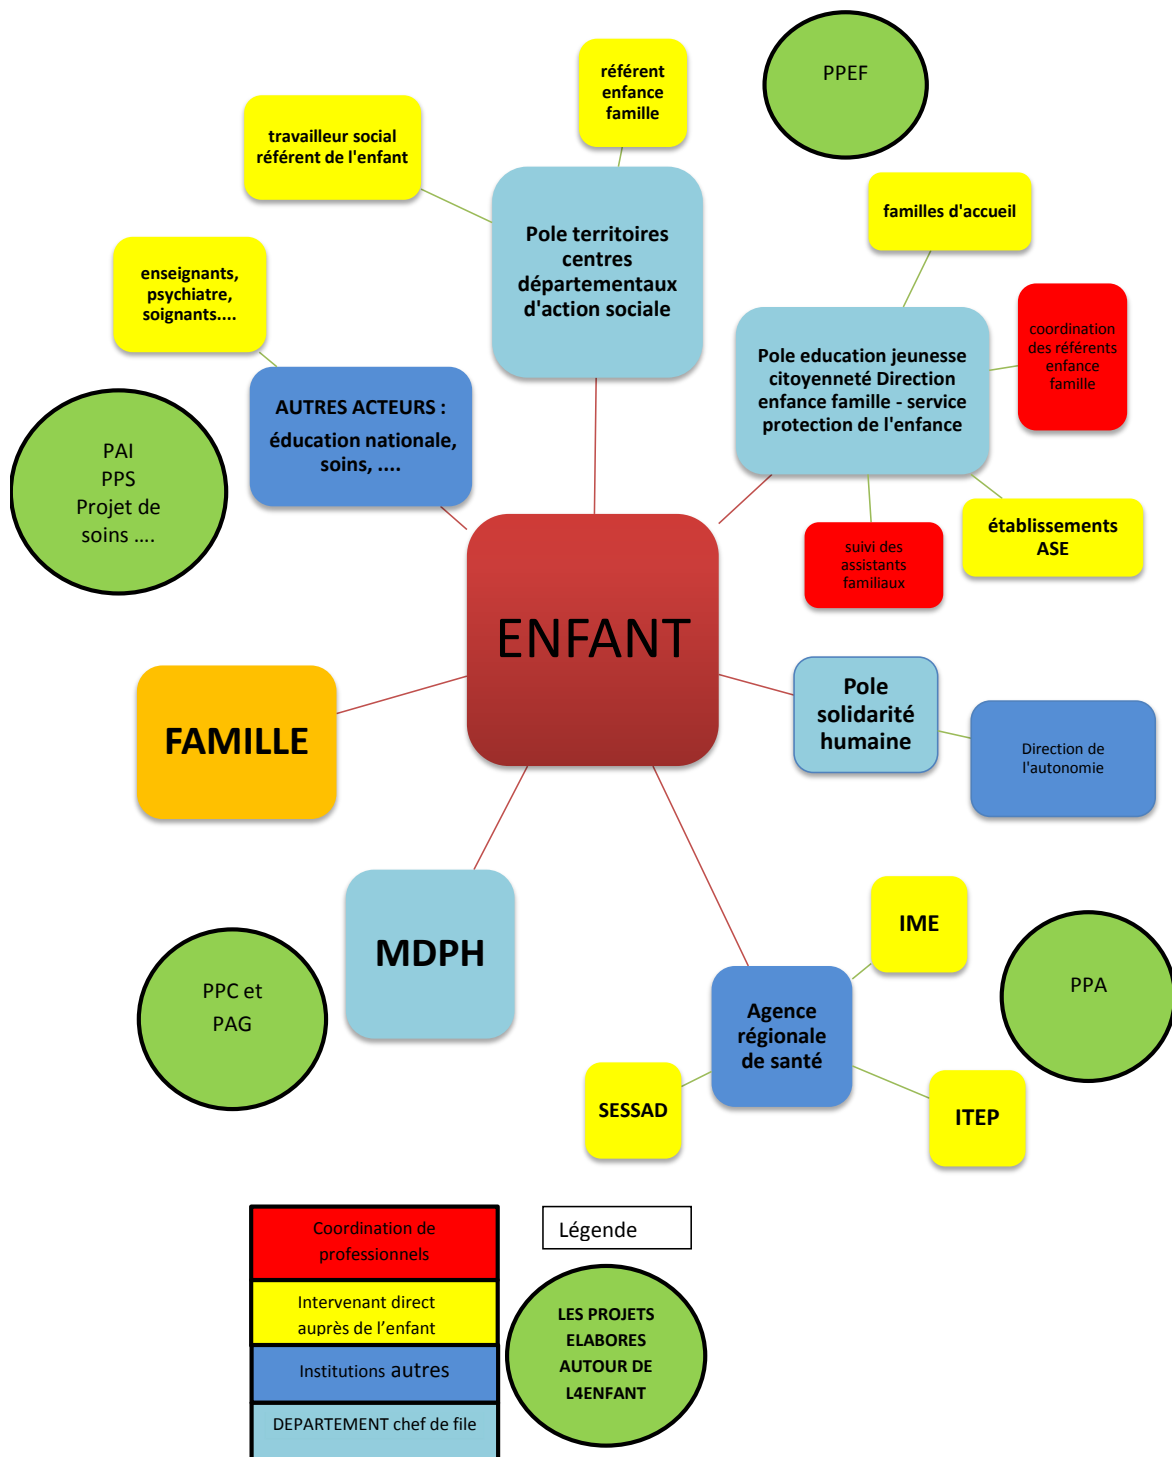 PPEF
référent
enfance
famille
travailleur social
référent de l'enfant
familles d'accueil
Pole territoires
centres
départementaux
d'action sociale
enseignants,
psychiatre,
soignants....
coordination
des référents
enfance
famille
Pole education jeunesse
citoyenneté Direction
enfance famille - service
protection de l'enfance
AUTRES ACTEURS :
éducation nationale,
soins, ....
PAI
PPS
Projet de
soins ....
établissements
ASE
suivi des
assistants
familiaux
ENFANT
Pole
solidarité
humaine
FAMILLE
Direction de
l'autonomie
IME
MDPH
PPC et
PAG
PPA
Agence
régionale
de santé
SESSAD
ITEP
Légende
Coordination de
professionnels
Intervenant direct
auprès de l’enfant
Institutions autres
DEPARTEMENT chef de file
LES PROJETS
ELABORES
AUTOUR DE
L4ENFANT